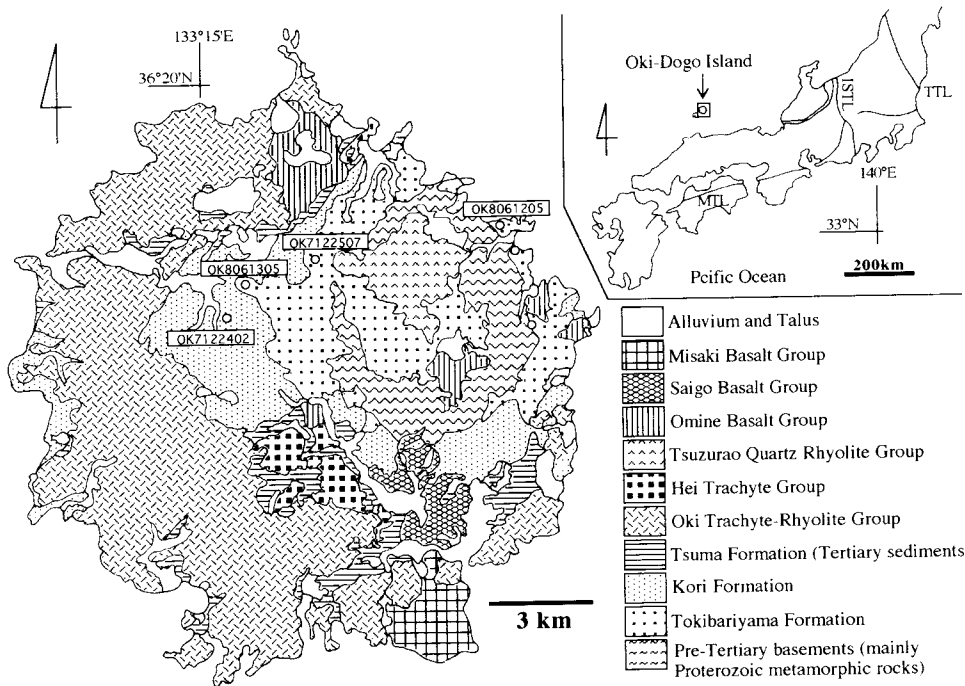 133°15'E
36°20'N
OK8061205
OK7122507
OK8061305
OK7122402
3 km
Oki-Dogo Island
ISTL
TTL
MTL
140°E
33°N
200km
Pcific Ocean
Alluvium and Talus
Misaki Basalt Group
Saigo Basalt Group
Omine Basalt Group
Tsuzurao Quartz Rhyolite Group
Hei Trachyte Group
Oki Trachyte-Rhyolite Group
Tsuma Formation (Tertiary sediments
Kori Formation
Tokibariyama Formation
Pre-Tertiary basements (mainly
Proterozoic metamorphic rocks)